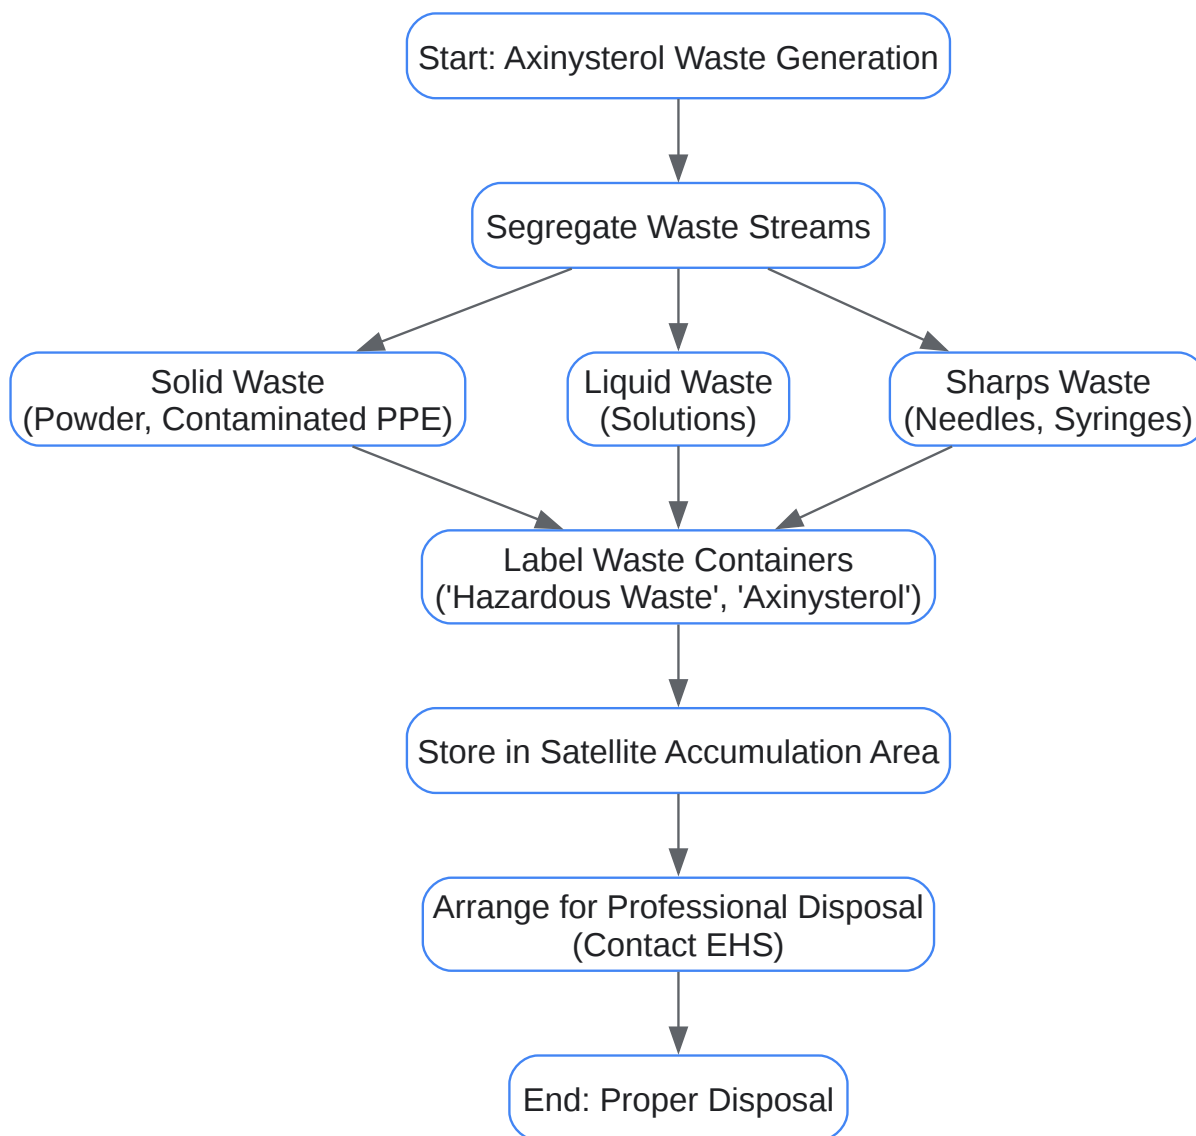 Start: Axinysterol Waste Generation
Segregate Waste Streams
Solid Waste
(Powder, Contaminated PPE)
Liquid Waste
(Solutions)
Sharps Waste
(Needles, Syringes)
Label Waste Containers
('Hazardous Waste', 'Axinysterol')
Store in Satellite Accumulation Area
Arrange for Professional Disposal
(Contact EHS)
End: Proper Disposal